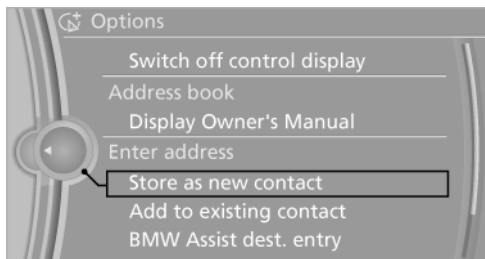 Options
Switch off control display
Address book
Display Owner's Manual
Enter address
Store as new contact
Add to existing contact
BMW Assist dest. entry